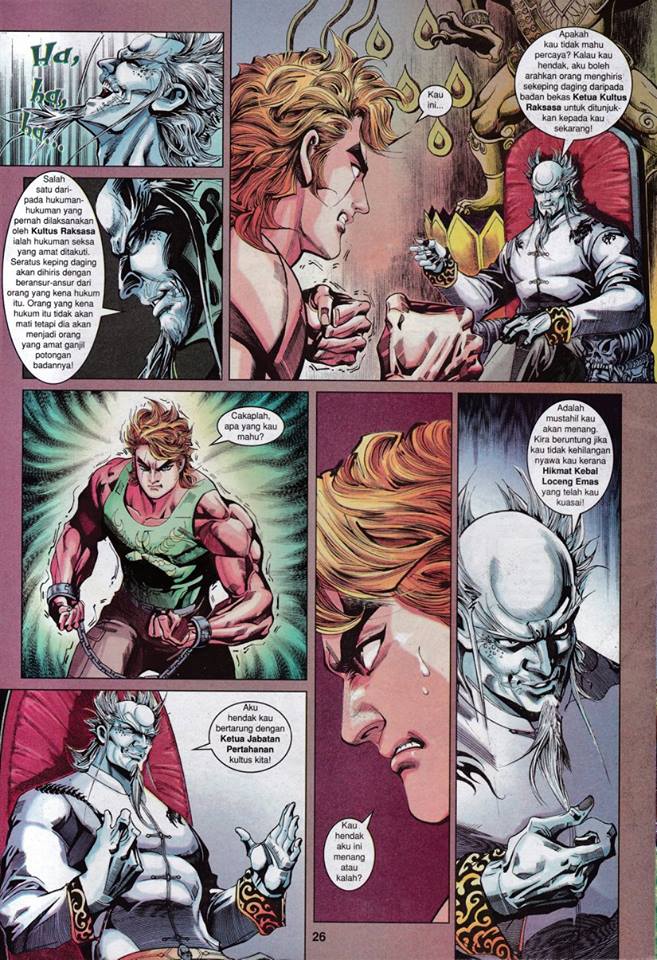 Ha,
ha,
ha...
Salah
satu dari-
pada hukuman-
hukuman yang
pernah dilaksanakan
oleh Kultus Raksasa
ialah hukuman seksa
yang amat ditakuti.
Seratus keping daging
akan dihiris dengan
beransur-ansur dari
orang yang kena hukum
itu. Orang yang kena
hukum itu tidak akan
mati tetapi dia akan
menjadi orang
yang amat ganjil
potongan
badannya!
Kau
ini...
Apakah
kau tidak mahu
percaya? Kalau kau
hendak, aku boleh
arahkan orang menghiris
sekeping daging daripada
badan bekas Ketua Kultus
Raksasa untuk ditunjuk-
kan kepada kau
sekarang!
Cakaplah,
apa yang kau
mahu?
Aku
hendak kau
bertarung dengan
Ketua Jabatan
Pertahanan
kultus kita!
Kau
hendak
aku ini
menang
atau
kalah?
Adalah
mustahil kau
akan menang.
Kira beruntung jika
kau tidak kehilangan
nyawa kau kerana
Hikmat Kebal
Loceng Emas
yang telah kau
kuasai!
26